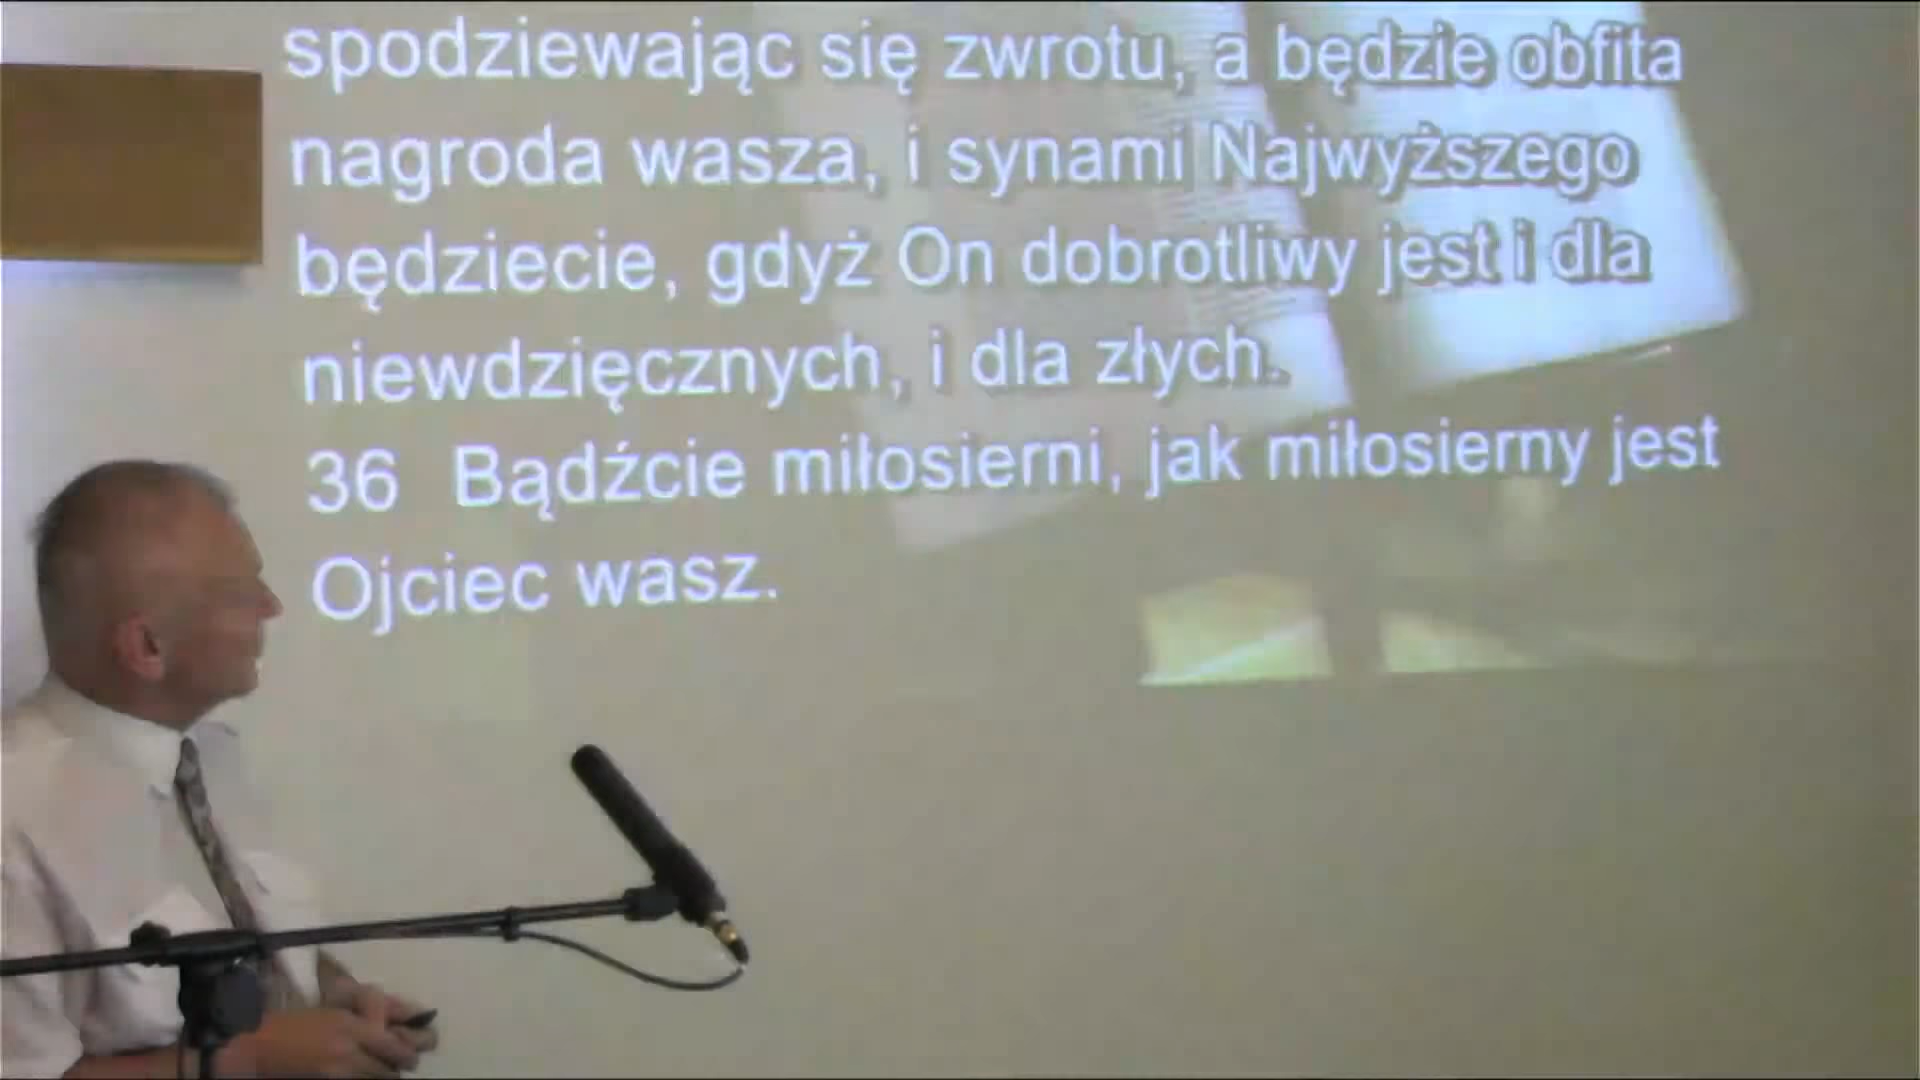 spodziewając się zwrotu, a będzie obfita
nagroda wasza, i synami Najwyższego
będziecie, gdyż On dobrotliwy jest i dla
niewdzięcznych, i dla złych.
36 Bądźcie miłosierni, jak miłosierny jest
Ojciec wasz.